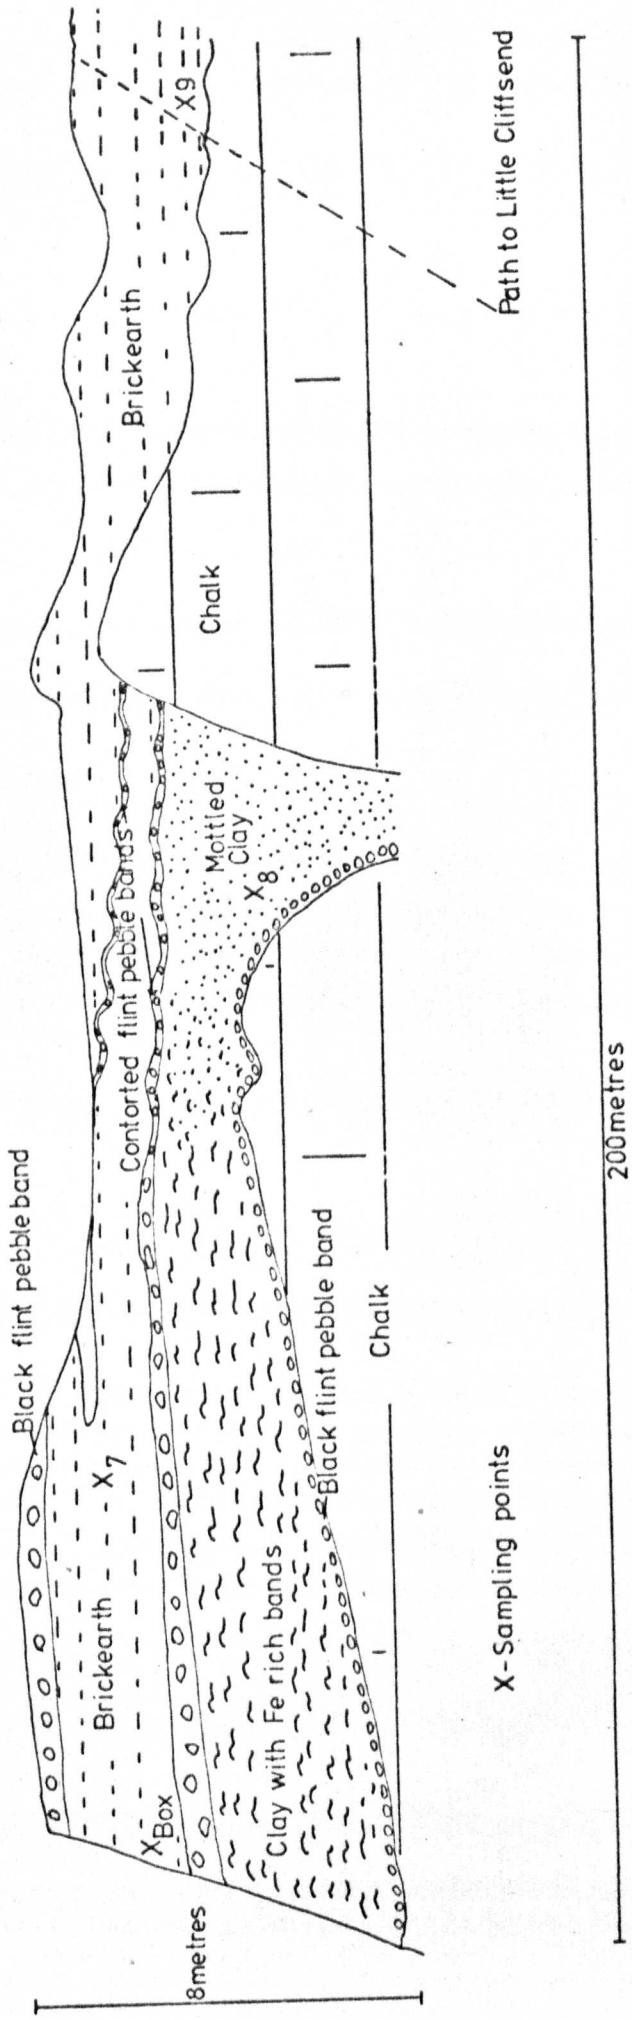 Black flint pebble band
Brickearth
X7
XBox
8metres
Contorted flint pebble bands
Clay with Fe rich bands
Black flint pebble band
Mottled
Clay
X8
Chalk
Chalk
Brickearth
X9
Path to Little Cliffsend
X-Sampling points
200metres